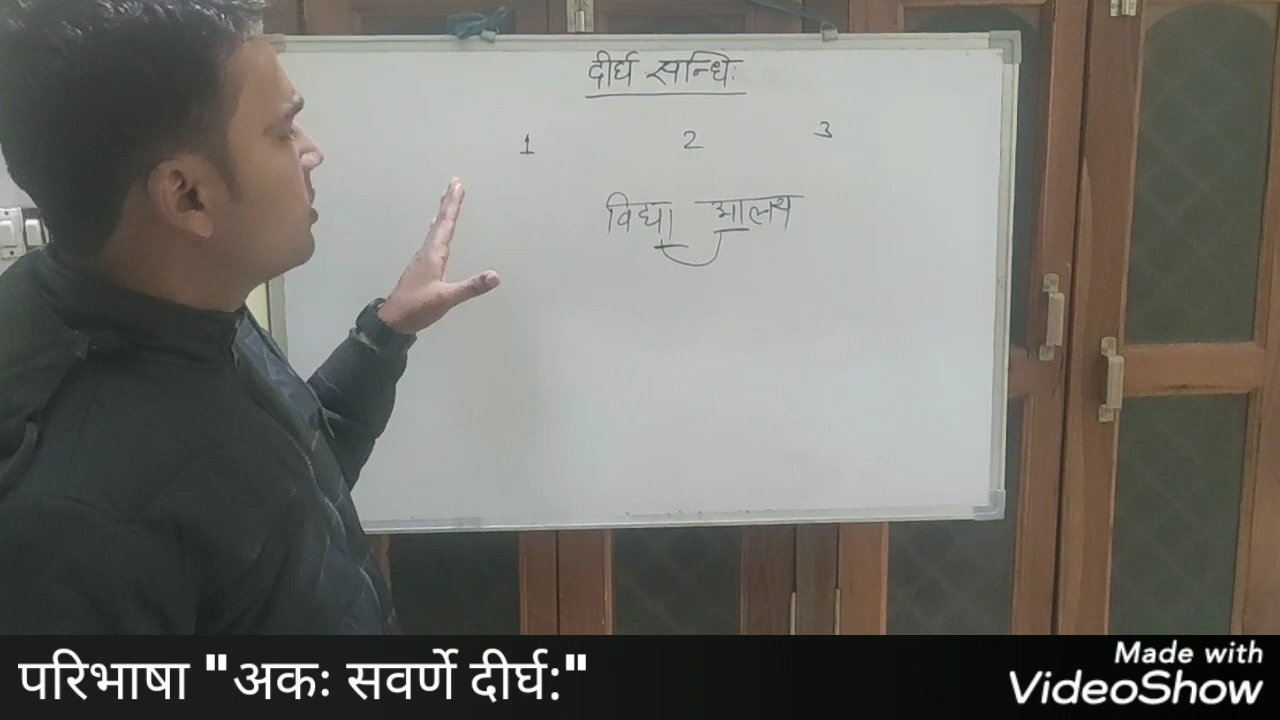 दीर्घ सन्धिः
1 2 3
विद्या आलय
परिभाषा "अकः सवर्णे दीर्घ:"
Made with
VideoShow